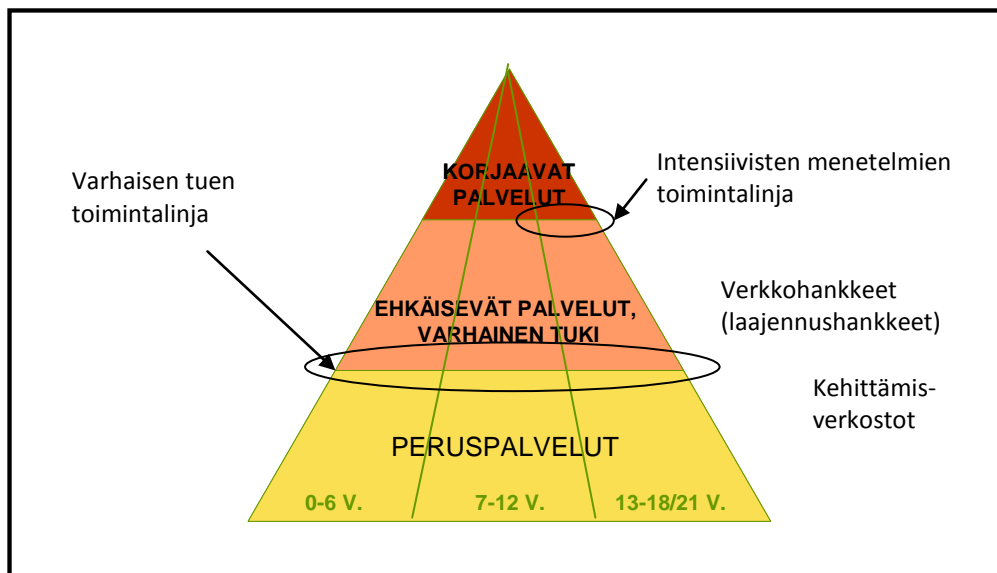 KORJAAVAT
PALVELUT
Intensiivisten menetelmien
toimintalinja
Varhaisen tuen
toimintalinja
EHKÄISEVÄT PALVELUT,
VARHAINEN TUKI
Verkkohankkeet
(laajennushankkeet)
Kehittämis-
verkostot
PERUSPALVELUT
0-6 V.
7-12 V.
13-18/21 V.